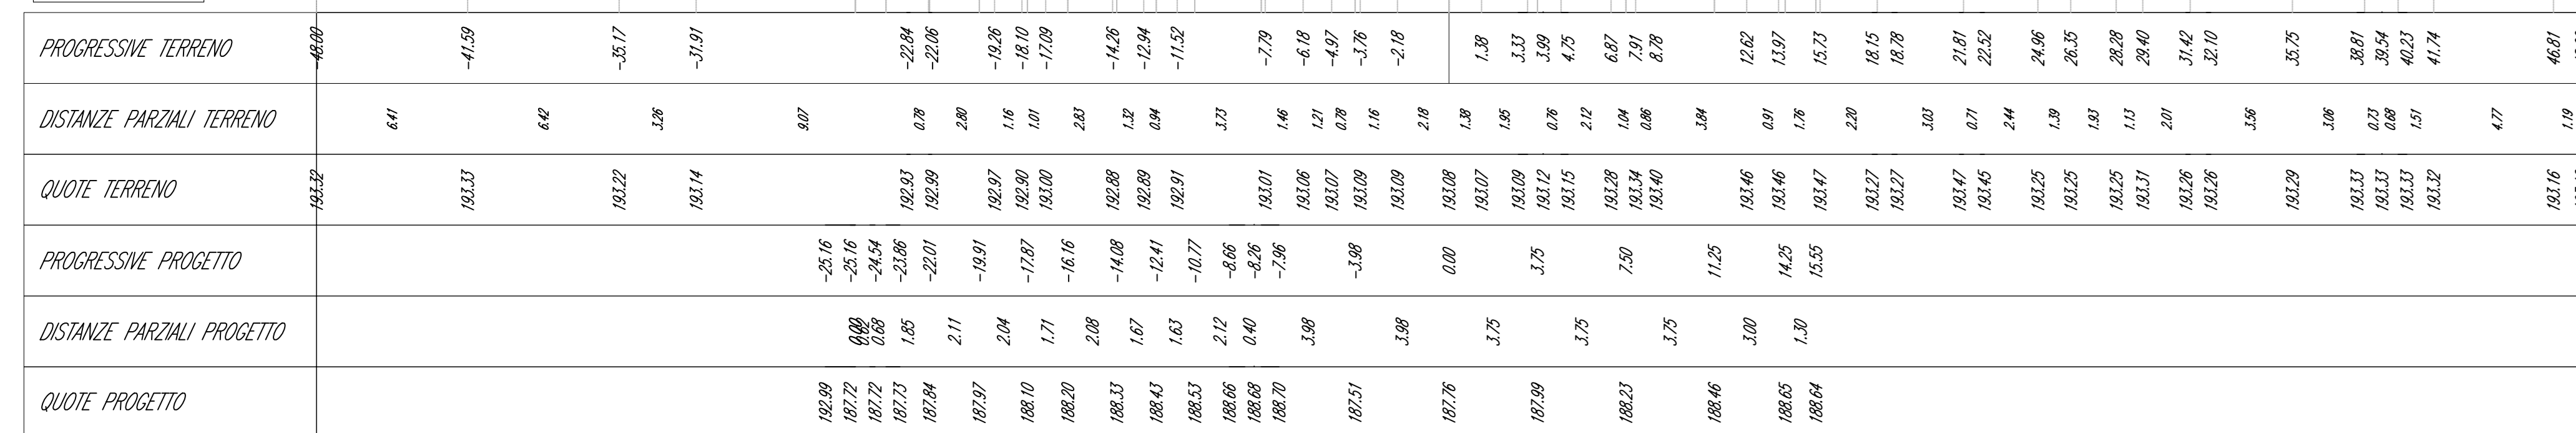 PROGRESSIVE TERRENO -48.00 -41.59 -35.17 -31.91 -22.84 -22.06 -19.26 -18.10 -17.09 -14.26 -12.94 -11.52 -7.79 -6.18 -4.97 -3.76 -2.18 1.38 3.33 3.99 4.75 6.87 7.91 8.78 12.62 13.97 15.73 18.15 18.78 21.81 22.52 24.96 26.35 28.28 29.40 31.42 32.10 35.75 38.81 39.54 40.23 41.74 46.81
DISTANZE PARZIALI TERRENO 6.41 6.42 3.26 9.07 0.78 2.80 1.16 1.01 2.83 1.32 0.94 3.73 1.46 1.21 0.78 1.16 2.18 1.38 1.95 0.76 2.12 1.04 0.86 3.84 0.91 1.76 2.20 3.03 0.71 2.44 1.39 1.93 1.13 2.01 3.56 3.06 0.73 0.68 1.51 4.77 1.19
QUOTE TERRENO 193.32 193.33 193.22 193.14 192.93 192.99 192.97 192.90 193.00 192.88 192.89 192.91 193.01 193.06 193.07 193.09 193.09 193.08 193.07 193.09 193.12 193.15 193.28 193.34 193.40 193.46 193.46 193.47 193.27 193.27 193.47 193.45 193.25 193.25 193.25 193.31 193.26 193.26 193.29 193.33 193.33 193.33 193.32 193.16
PROGRESSIVE PROGETTO -25.16 -25.16 -24.54 -23.86 -22.01 -19.91 -17.87 -16.16 -14.08 -12.41 -10.77 -8.66 -8.26 -7.96 -3.98 0.00 3.75 7.50 11.25 14.25 15.55
DISTANZE PARZIALI PROGETTO 0.00 0.62 0.68 1.85 2.11 2.04 1.71 2.08 1.67 1.63 2.12 0.40 3.98 3.98 3.75 3.75 3.75 3.00 1.30
QUOTE PROGETTO 192.99 187.72 187.72 187.73 187.84 187.97 188.10 188.20 188.33 188.43 188.53 188.66 188.68 188.70 187.51 187.76 187.99 188.23 188.46 188.65 188.64